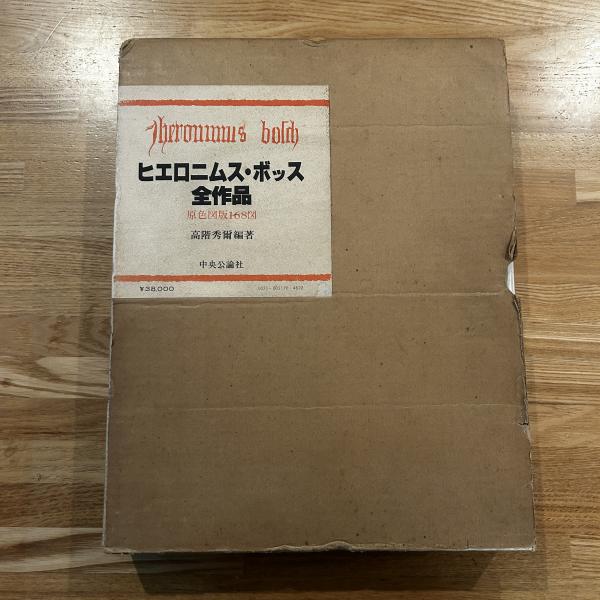 Jheronimus bosch
ヒエロニムス・ボッス
全作品
原色図版168図
高階秀爾編著
中央公論社
¥38,000